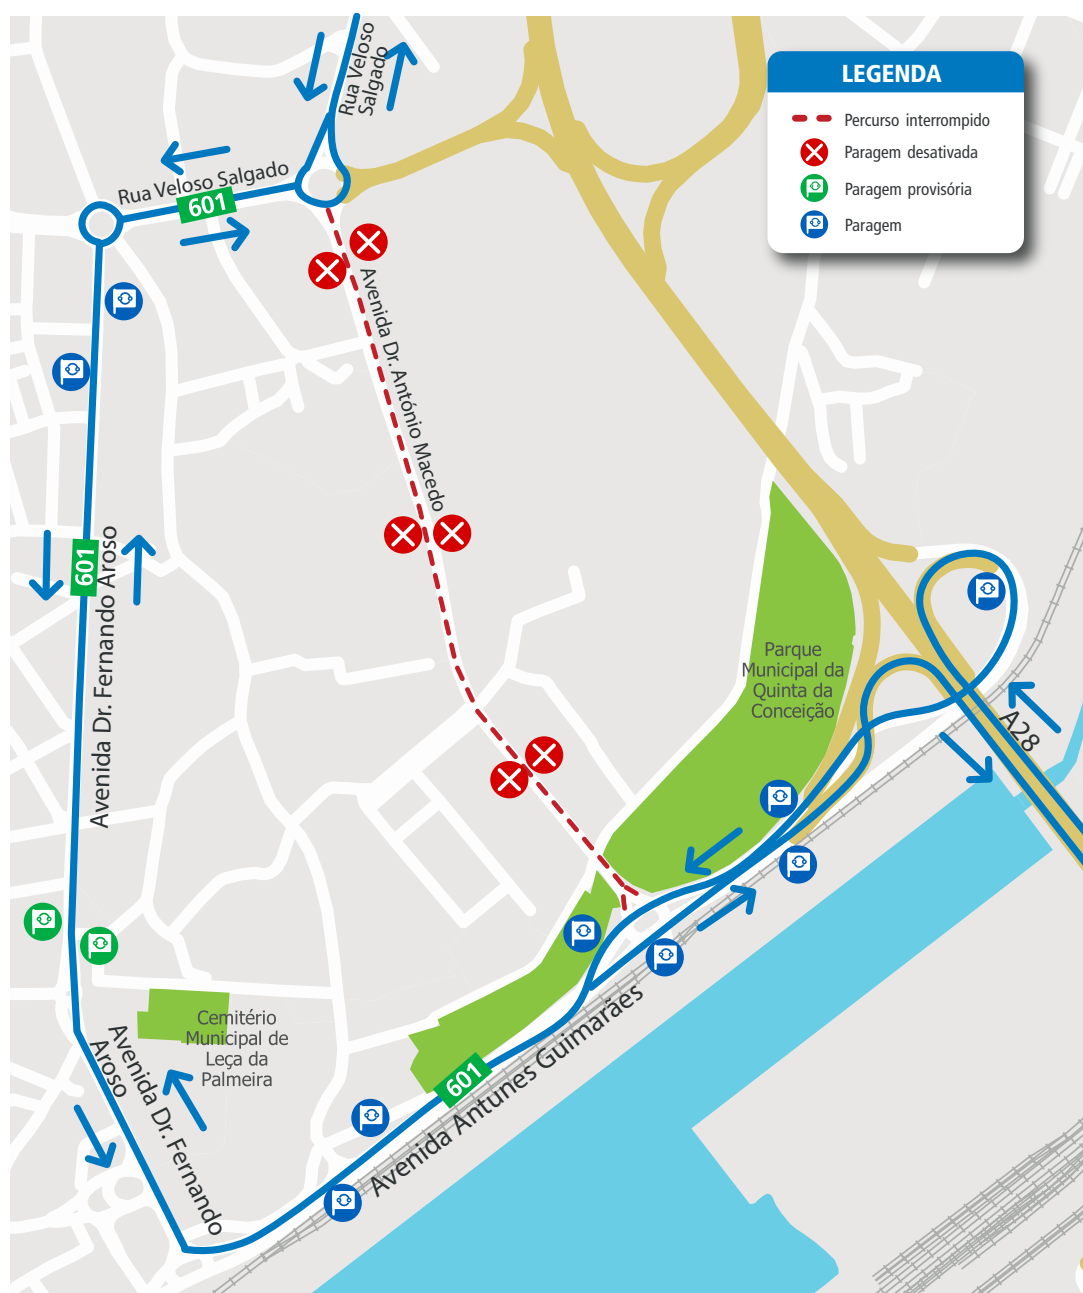 LEGENDA
Percurso interrompido
Paragem desativada
Paragem provisória
Paragem
Rua Veloso
Salgado
Rua Veloso Salgado
601
Avenida Dr. António Macedo
601
Avenida Dr. Fernando Aroso
Parque
Municipal da
Quinta da
Conceição
A28
Cemitério
Municipal de
Leça da
Palmeira
Avenida Dr. Fernando
Aroso
601
Avenida Antunes Guimarães